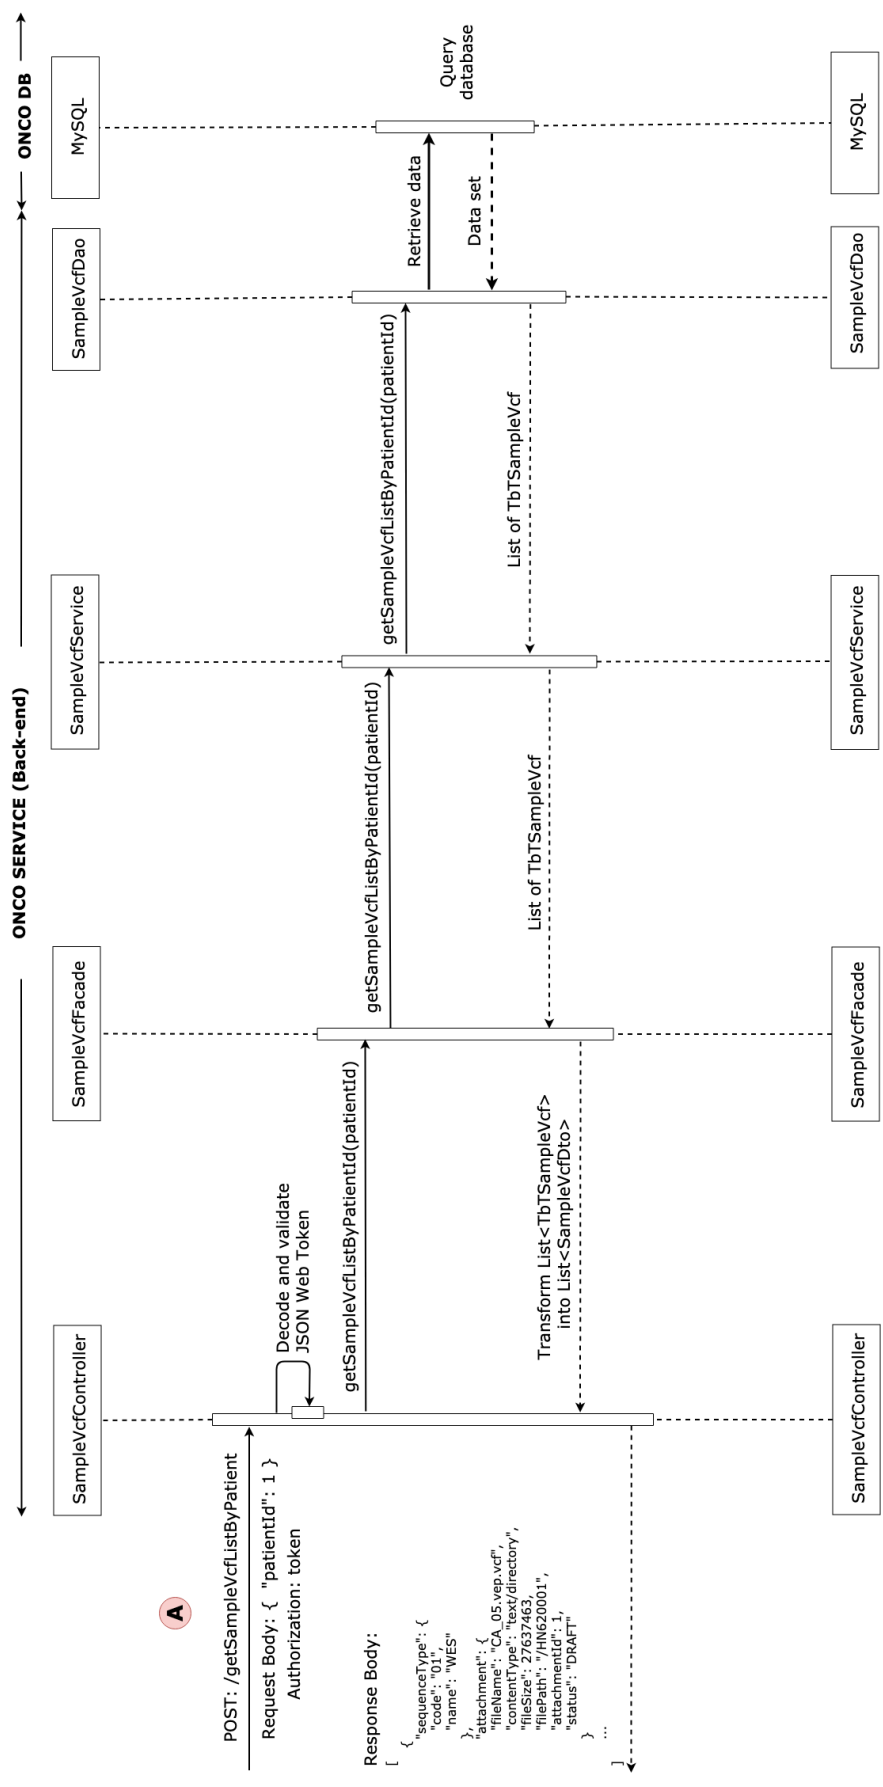 ONCO SERVICE (Back-end)
ONCO DB
SampleVcfController
SampleVcfFacade
SampleVcfService
SampleVcfDao
MySQL
A
POST: /getSampleVcfListByPatient
Request Body: { "patientId": 1 }
Authorization: token
Decode and validate
JSON Web Token
getSampleVcfListByPatientId(patientId)
getSampleVcfListByPatientId(patientId)
getSampleVcfListByPatientId(patientId)
Retrieve data
Query
database
Data set
List of TbTSampleVcf
List of TbTSampleVcf
Transform List<TbTSampleVcf>
into List<SampleVcfDto>
Response Body:
[
{
"sequenceType": {
"code": "01",
"name": "WES"
},
"attachment": {
"fileName": "CA_05.vep.vcf",
"contentType": "text/directory",
"fileSize": 27637463,
"filePath": "/HN620001",
"attachmentId": 1,
"status": "DRAFT"
}
...
]
SampleVcfController
SampleVcfFacade
SampleVcfService
SampleVcfDao
MySQL